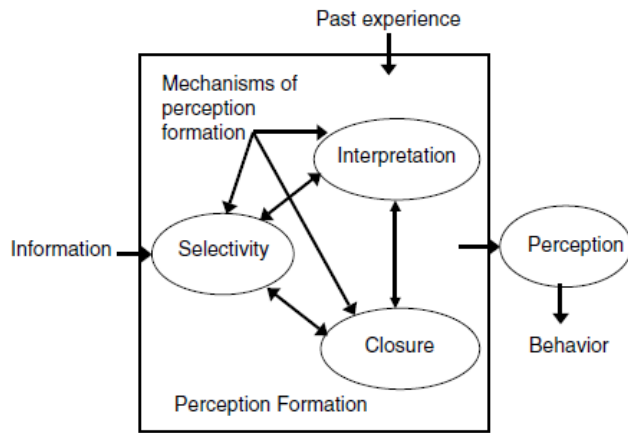 Past experience
Mechanisms of
perception
formation
Interpretation
Information
Selectivity
Perception
Closure
Behavior
Perception Formation